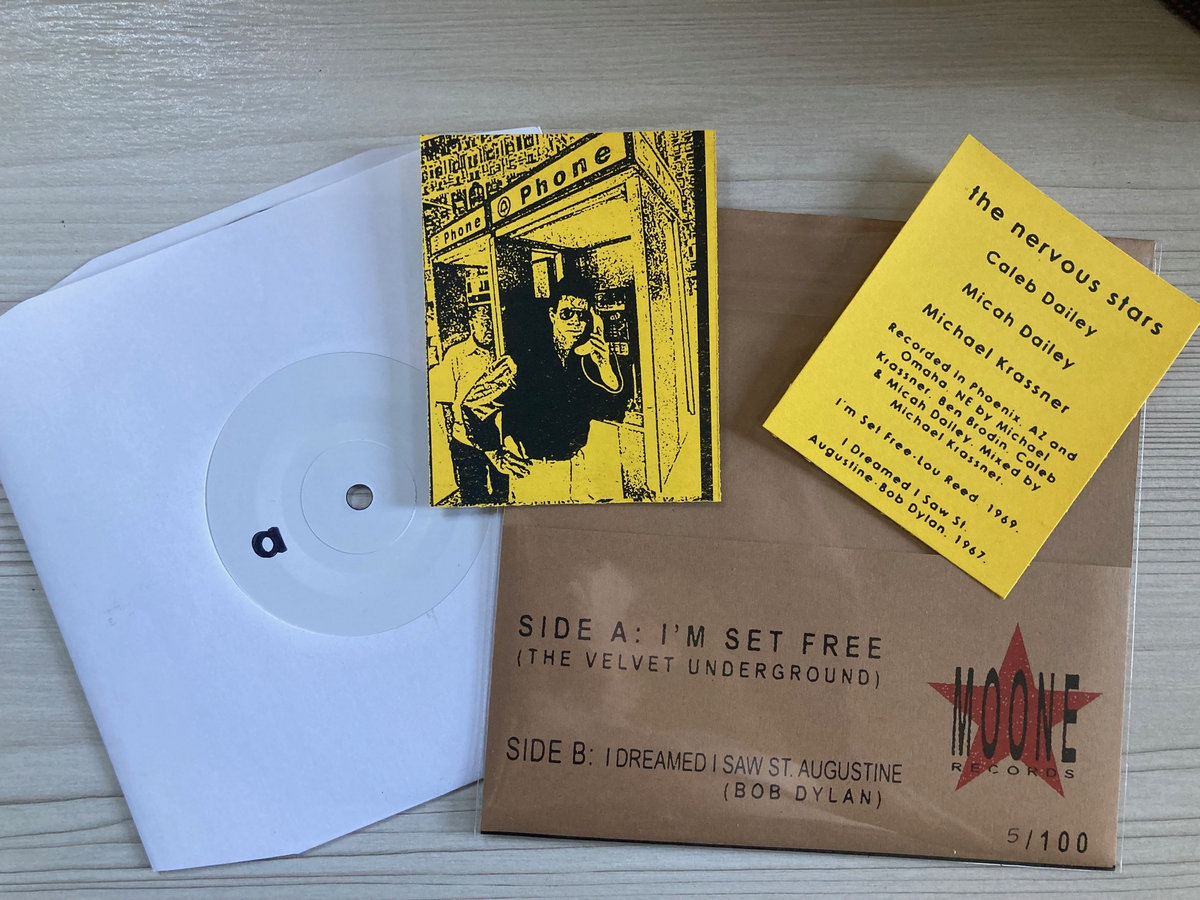 Phone
Phone
a
the nervous stars
Caleb Dailey
Micah Dailey
Michael Krassner
Recorded in Phoenix, AZ and
Omaha, NE by Michael
Krassner, Ben Brodin, Caleb
& Micah Dailey. Mixed by
Michael Krassner.
I'm Set Free-Lou Reed, 1969.
I Dreamed I Saw St.
Augustine-Bob Dylan, 1967.
SIDE A: I'M SET FREE
(THE VELVET UNDERGROUND)
SIDE B: I DREAMED I SAW ST. AUGUSTINE
(BOB DYLAN)
MOONE
RECORDS
5/100